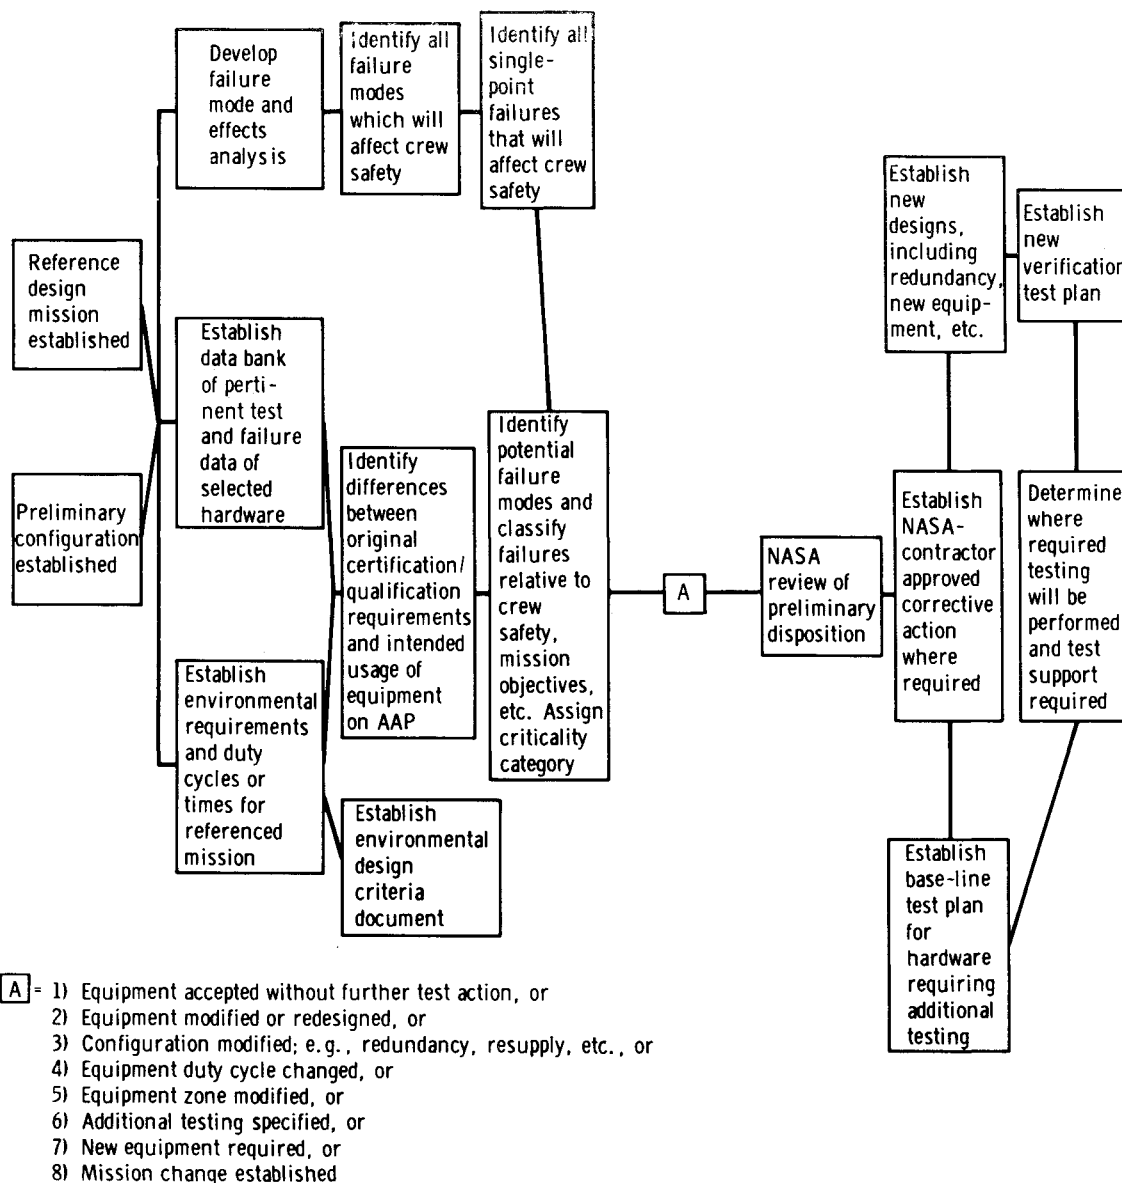 Develop
failure
mode and
effects
analysis
Identify all
failure
modes
which will
affect crew
safety
Identify all
single-
point
failures
that will
affect crew
safety
Reference
design
mission
established
Preliminary
configuration
established
Establish
data bank
of perti-
nent test
and failure
data of
selected
hardware
Establish
environmental
requirements
and duty
cycles or
times for
referenced
mission
Identify
differences
between
original
certification/
qualification
requirements
and intended
usage of
equipment
on AAP
Establish
environmental
design
criteria
document
Identify
potential
failure
modes and
classify
failures
relative to
crew
safety,
mission
objectives,
etc. Assign
criticality
category
A
NASA
review of
preliminary
disposition
Establish
new
designs,
including
redundancy,
new equip-
ment, etc.
Establish
new
verification
test plan
Establish
NASA-
contractor
approved
corrective
action
where
required
Determine
where
required
testing
will be
performed
and test
support
required
Establish
base-line
test plan
for
hardware
requiring
additional
testing
A = 1) Equipment accepted without further test action, or
2) Equipment modified or redesigned, or
3) Configuration modified; e.g., redundancy, resupply, etc., or
4) Equipment duty cycle changed, or
5) Equipment zone modified, or
6) Additional testing specified, or
7) New equipment required, or
8) Mission change established